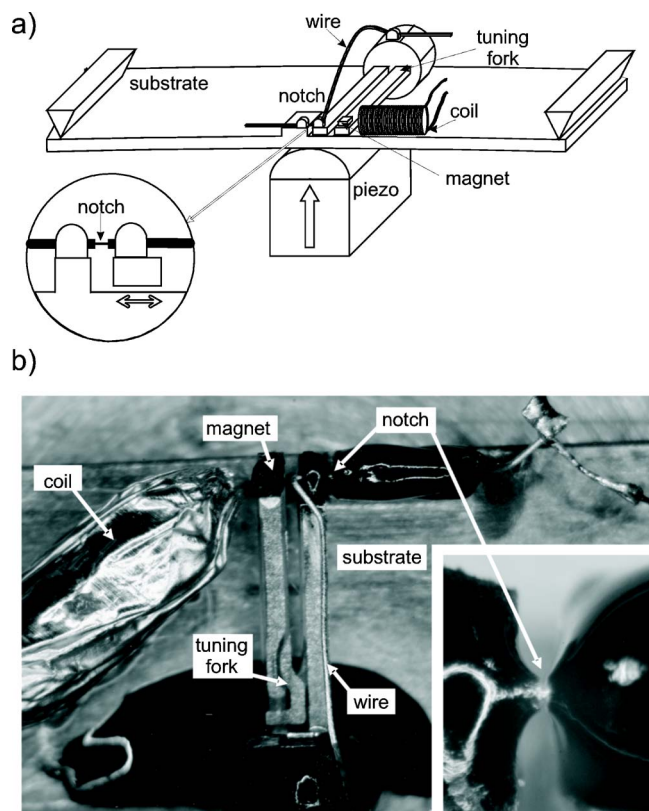 a)
wire
tuning
fork
substrate
notch
coil
magnet
piezo
notch
b)
magnet
notch
coil
substrate
tuning
fork
wire